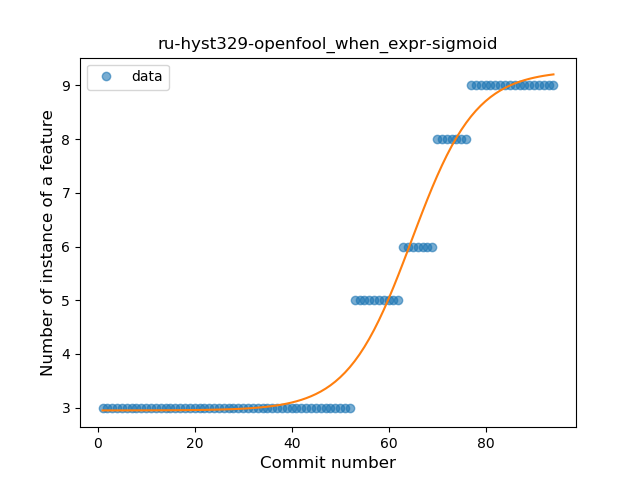 ru-hyst329-openfool_when_expr-sigmoid
data
Number of instance of a feature
9
8
7
6
5
4
3
0 20 40 60 80
Commit number